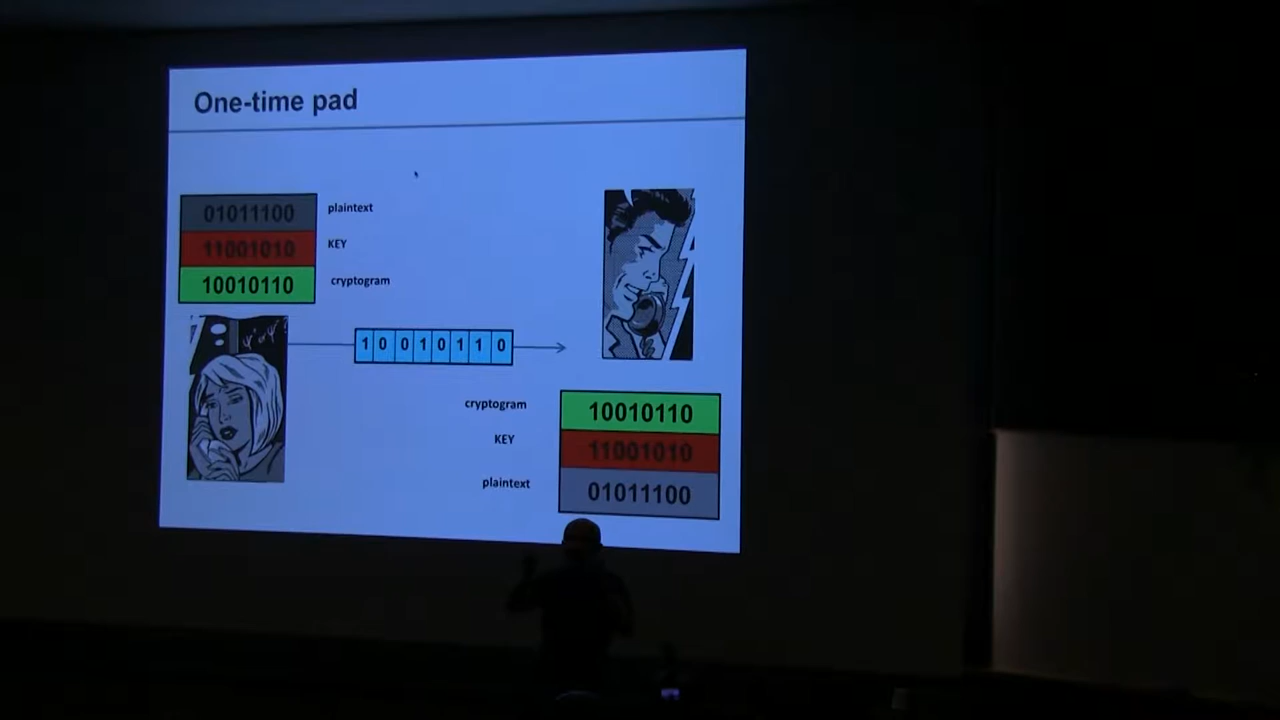 One-time pad
01011100 plaintext
11001010 KEY
10010110 cryptogram
1 0 0 1 0 1 1 0
cryptogram 10010110
KEY 11001010
plaintext 01011100